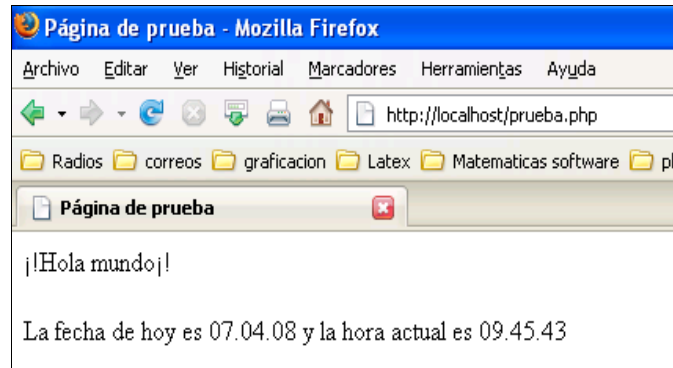 Página de prueba - Mozilla Firefox
Archivo Editar Ver Historial Marcadores Herramientas Ayuda
http://localhost/prueba.php
Radios correos graficacion Latex Matematicas software
Página de prueba
¡!Hola mundo¡!
La fecha de hoy es 07.04.08 y la hora actual es 09.45.43